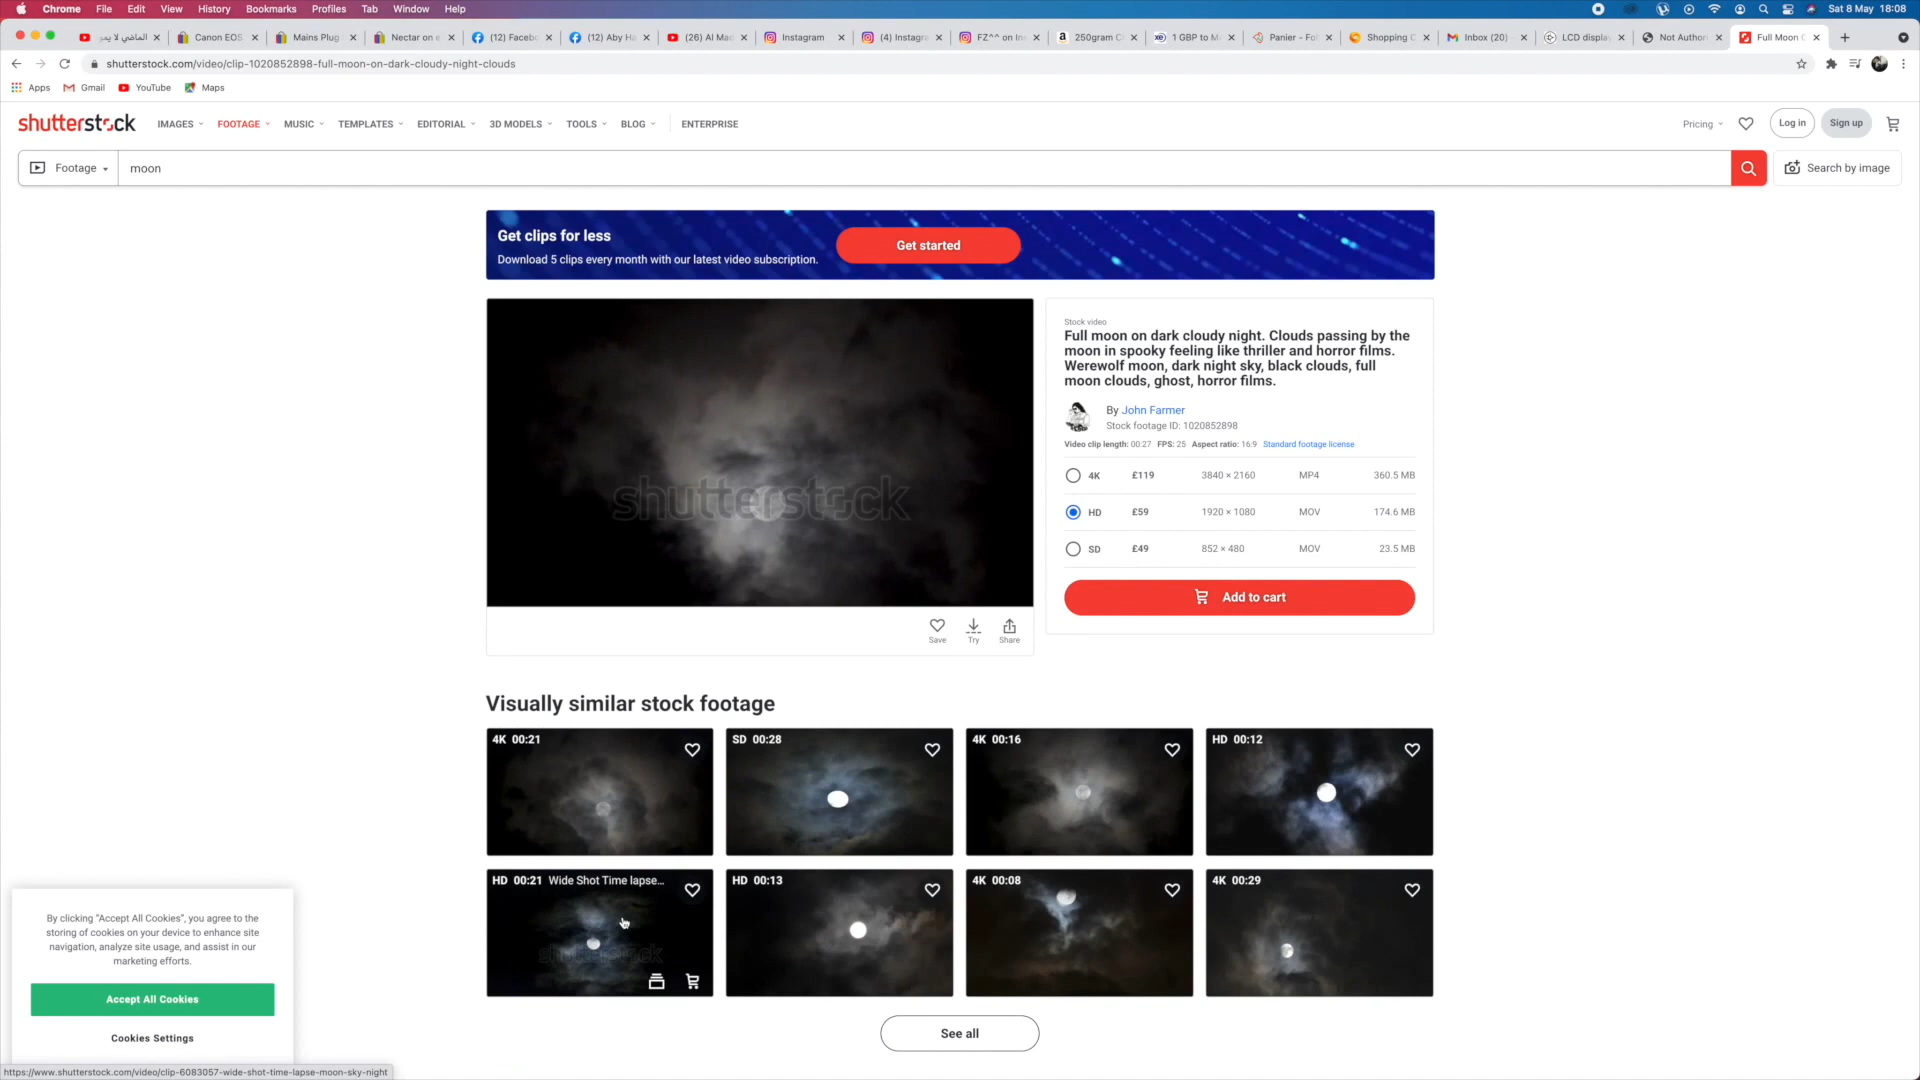 Chrome File Edit View History Bookmarks Profiles Tab Window Help Sat 8 May 18:08
الماضي لا يمو Canon EOS Mains Plug Nectar on e (12) Faceb (12) Aby Ha (26) Al Mad Instagram (4) Instagra FZ^^ on In 250gram C 1 GBP to M Panier - Fo Shopping C Inbox (20) LCD displa Not Author Full Moon
shutterstock.com/video/clip-1020852898-full-moon-on-dark-cloudy-night-clouds
Apps Gmail YouTube Maps
shutterstock IMAGES FOOTAGE MUSIC TEMPLATES EDITORIAL 3D MODELS TOOLS BLOG ENTERPRISE Pricing Log in Sign up
Footage moon Search by image
Get clips for less
Download 5 clips every month with our latest video subscription.
Get started
shutterstock
Stock video
Full moon on dark cloudy night. Clouds passing by the
moon in spooky feeling like thriller and horror films.
Werewolf moon, dark night sky, black clouds, full
moon clouds, ghost, horror films.
By John Farmer
Stock footage ID: 1020852898
Video clip length: 00:27 FPS: 25 Aspect ratio: 16:9 Standard footage license
4K £119 3840 × 2160 MP4 360.5 MB
HD £59 1920 × 1080 MOV 174.6 MB
SD £49 852 × 480 MOV 23.5 MB
Add to cart
Save Try Share
Visually similar stock footage
4K 00:21 SD 00:28 4K 00:16 HD 00:12
HD 00:21 Wide Shot Time lapse... HD 00:13 4K 00:08 4K 00:29
shutterstock
See all
By clicking “Accept All Cookies”, you agree to the
storing of cookies on your device to enhance site
navigation, analyze site usage, and assist in our
marketing efforts.
Accept All Cookies
Cookies Settings
https://www.shutterstock.com/video/clip-6083057-wide-shot-time-lapse-moon-sky-night